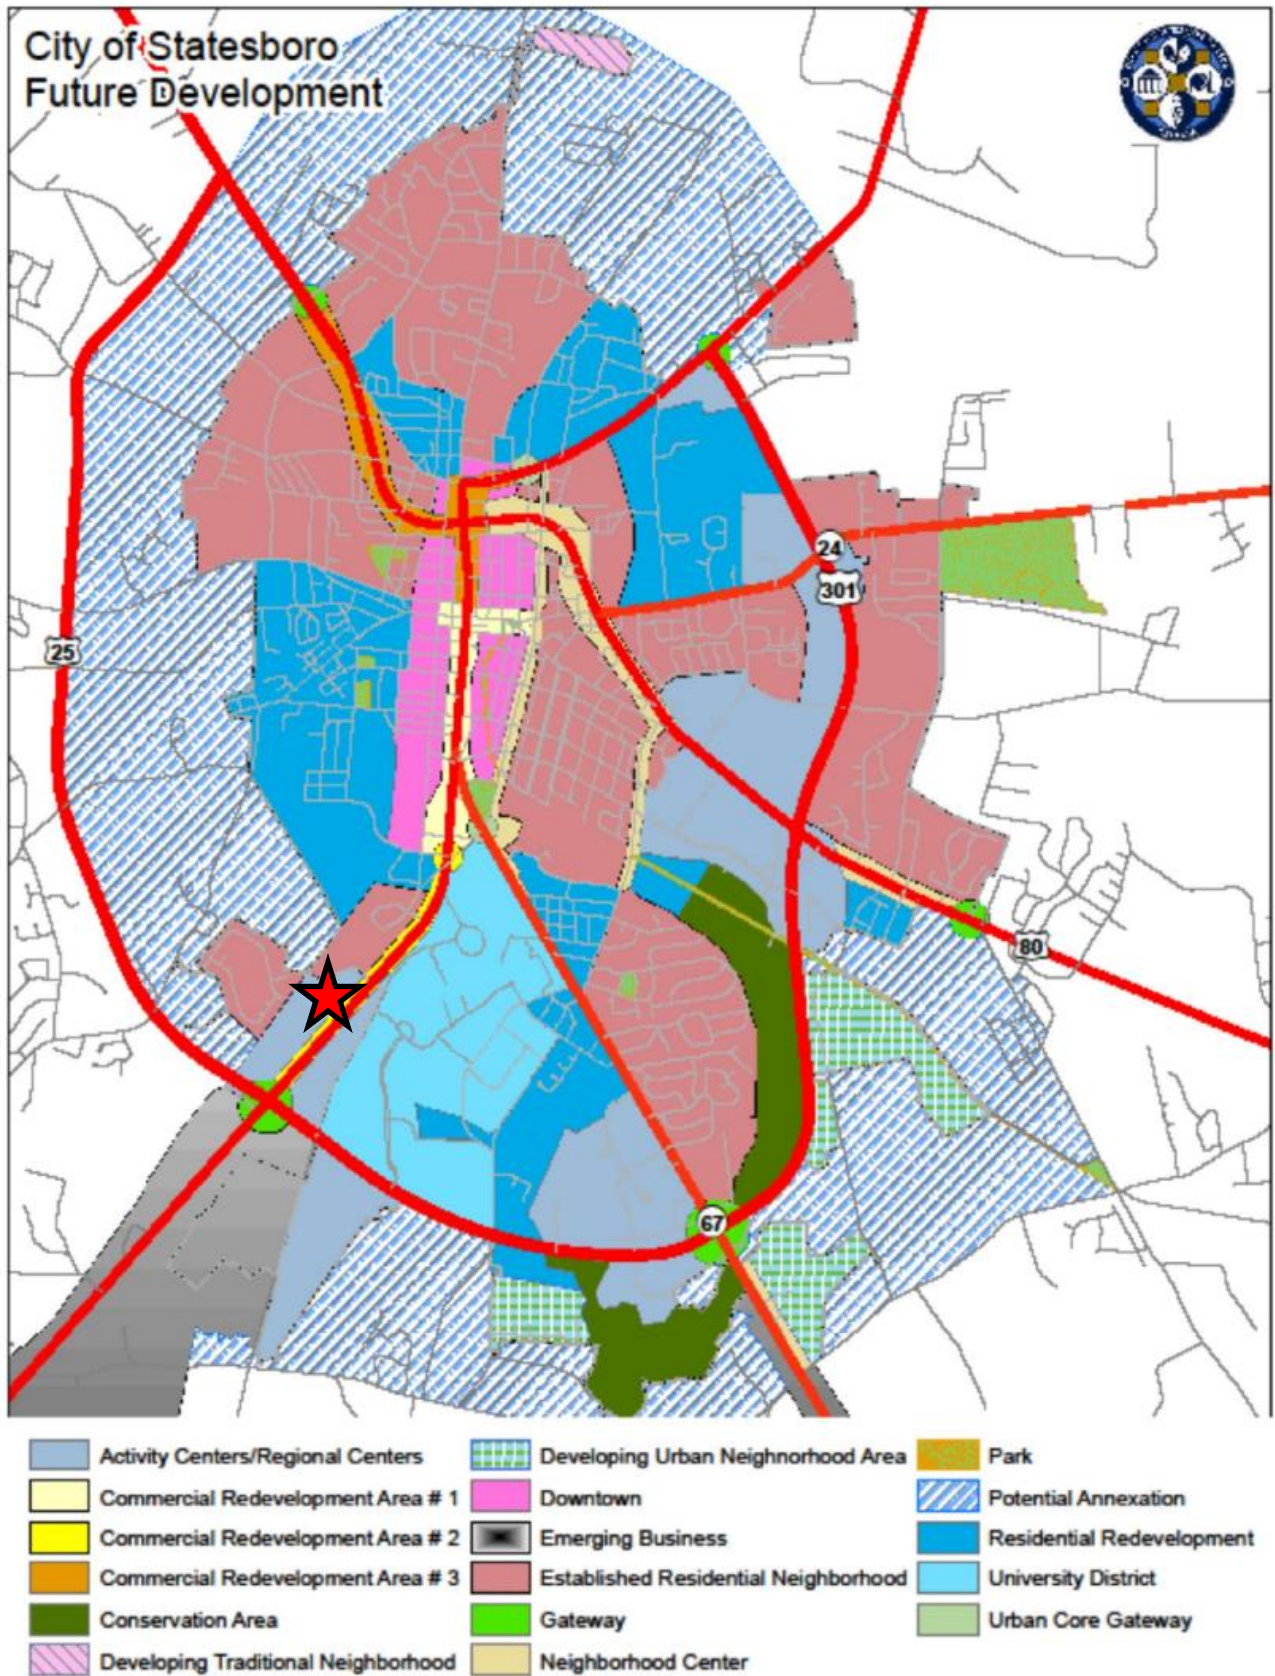 City of Statesboro
Future Development
24
301
25
80
67
Activity Centers/Regional Centers
Commercial Redevelopment Area # 1
Commercial Redevelopment Area # 2
Commercial Redevelopment Area # 3
Conservation Area
Developing Traditional Neighborhood
Developing Urban Neighnorhood Area
Downtown
Emerging Business
Established Residential Neighborhood
Gateway
Neighborhood Center
Park
Potential Annexation
Residential Redevelopment
University District
Urban Core Gateway